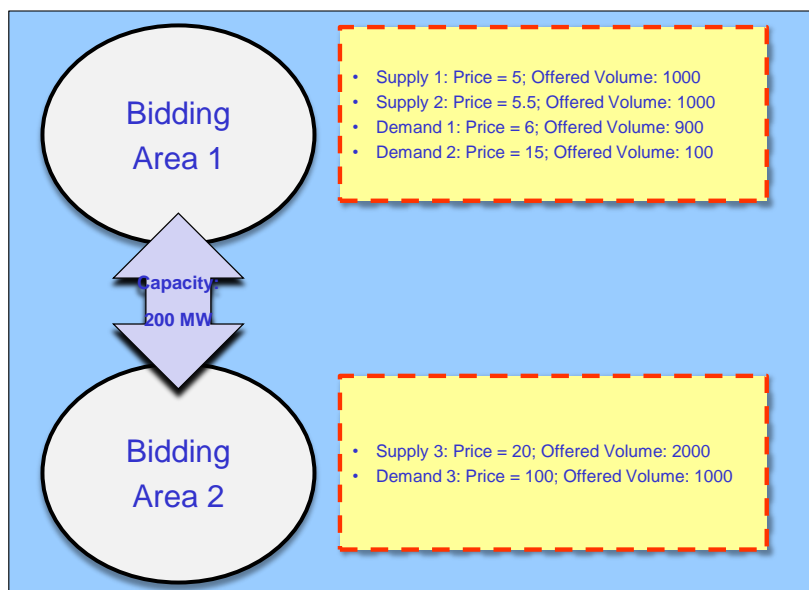 Bidding
Area 1
• Supply 1: Price = 5; Offered Volume: 1000
• Supply 2: Price = 5.5; Offered Volume: 1000
• Demand 1: Price = 6; Offered Volume: 900
• Demand 2: Price = 15; Offered Volume: 100
Capacity:
200 MW
Bidding
Area 2
• Supply 3: Price = 20; Offered Volume: 2000
• Demand 3: Price = 100; Offered Volume: 1000